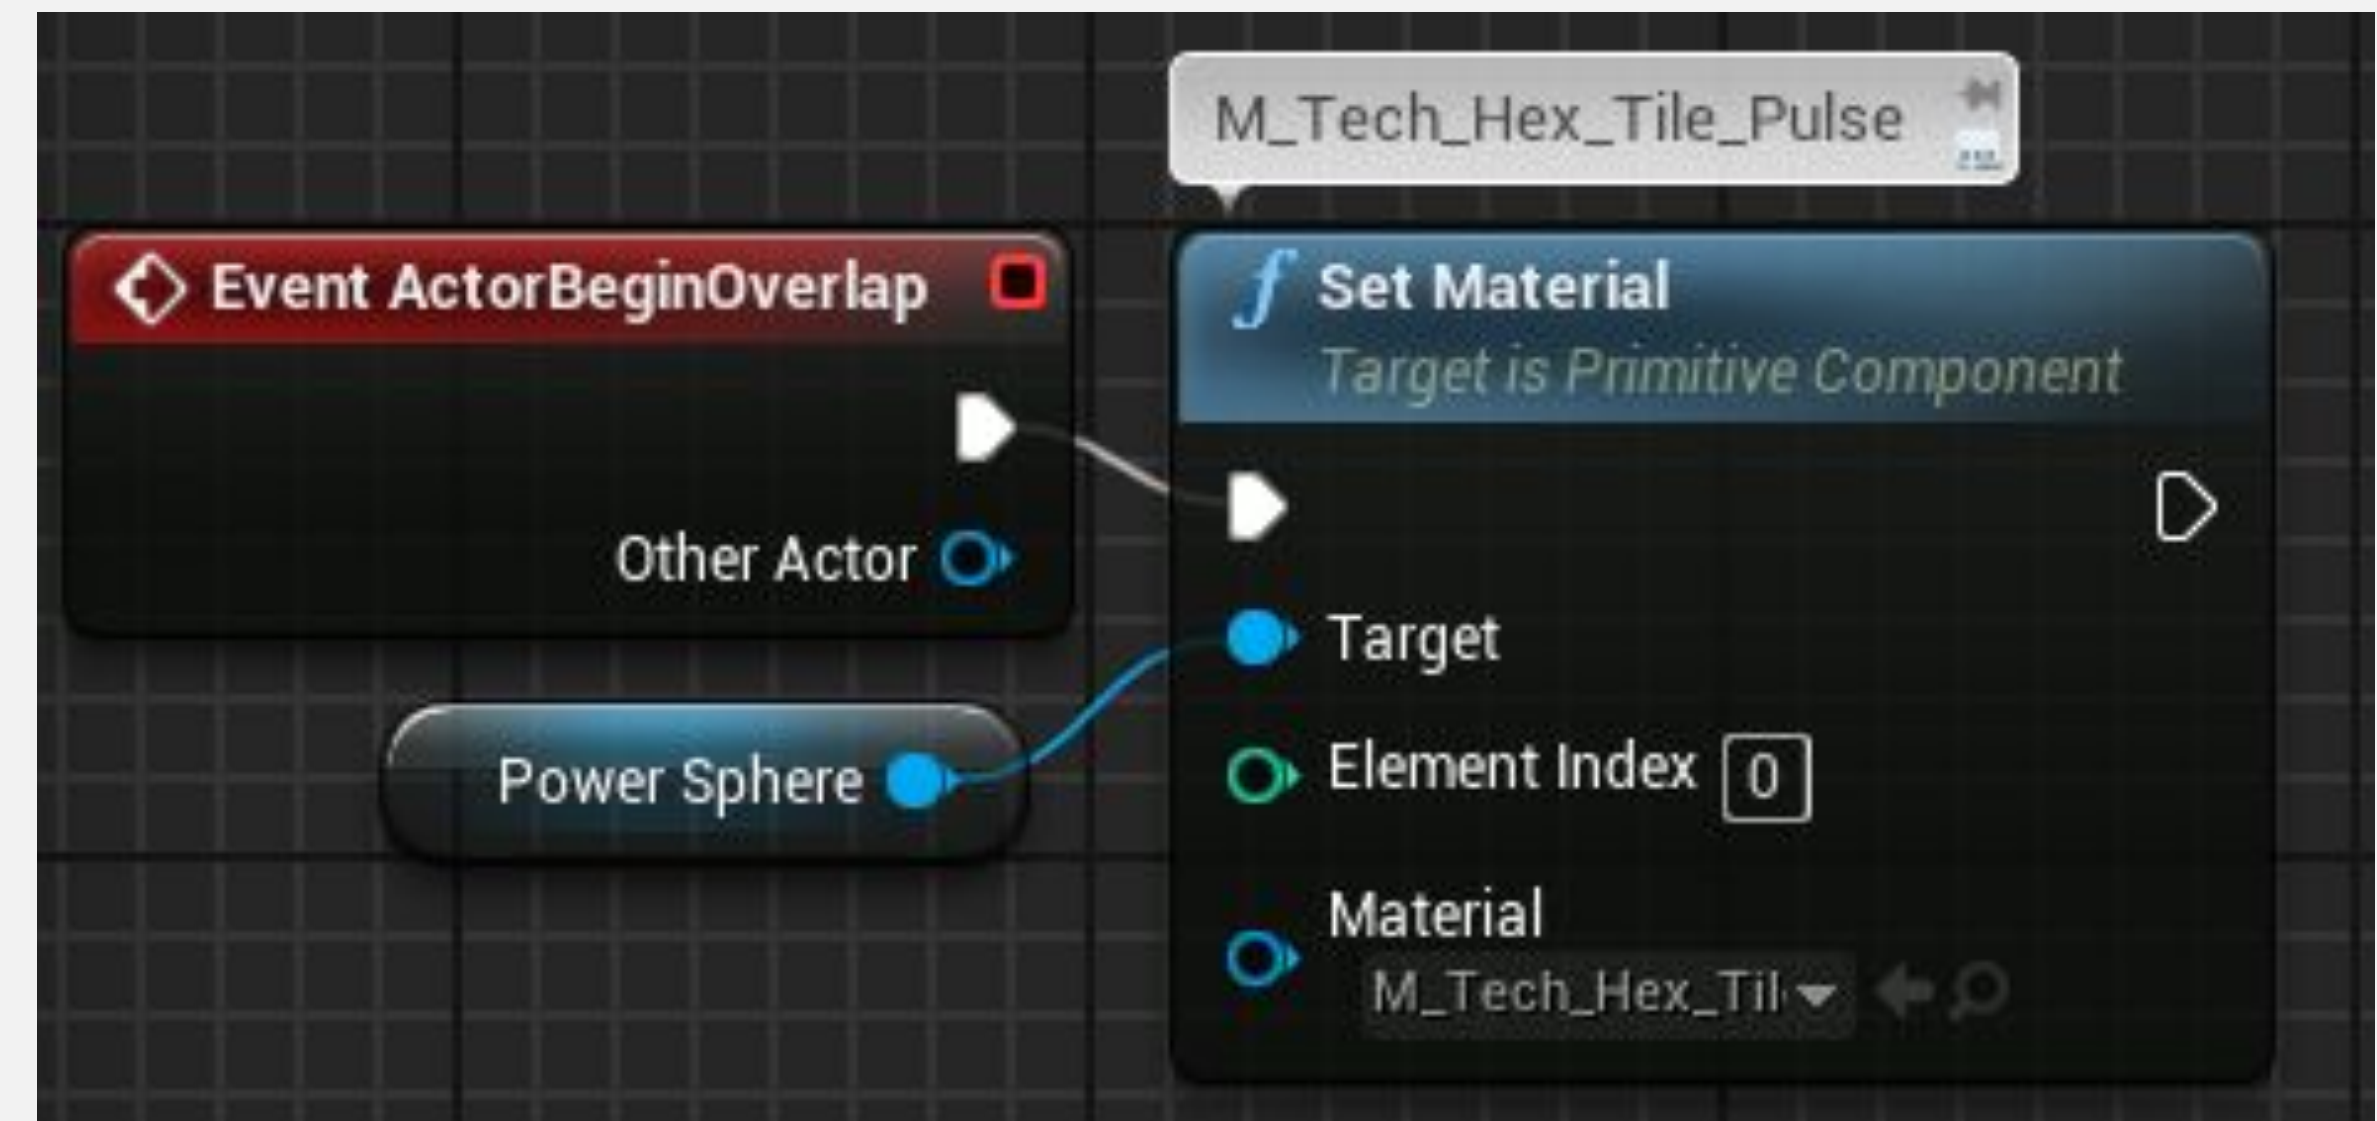 M_Tech_Hex_Tile_Pulse
Event ActorBeginOverlap
Other Actor
Power Sphere
Set Material
Target is Primitive Component
Target
Element Index 0
Material
M_Tech_Hex_Til